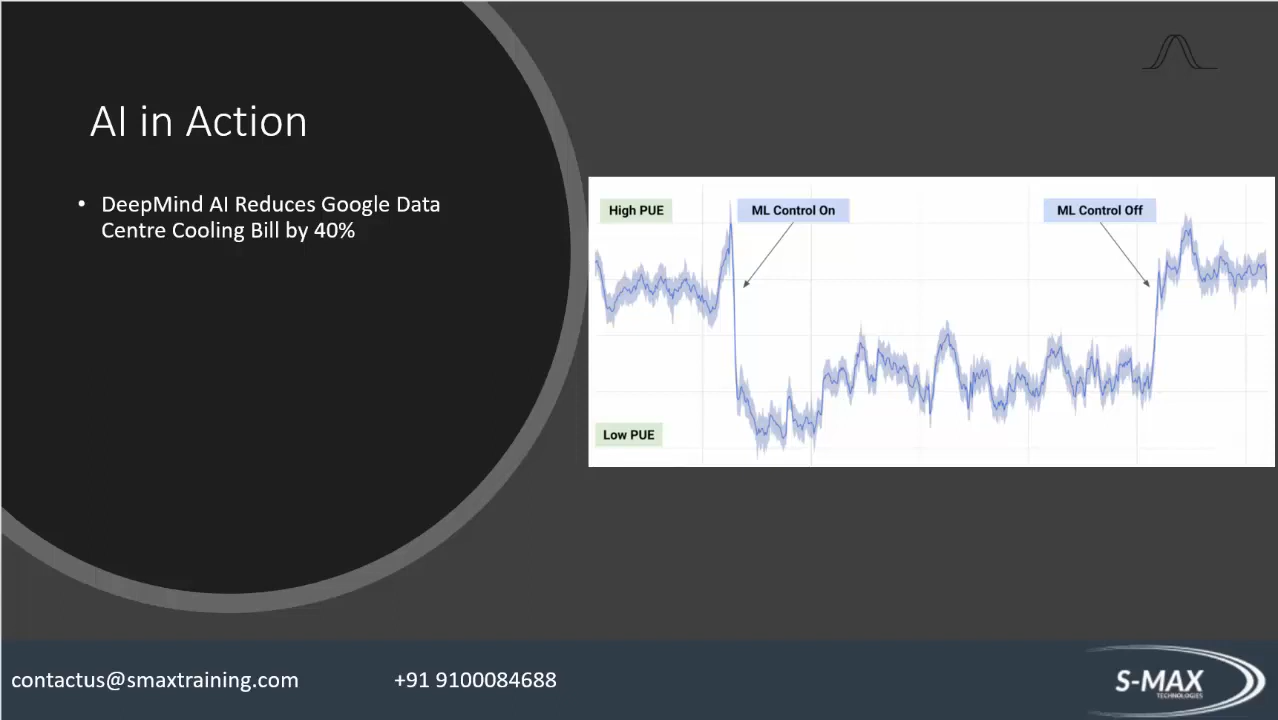 AI in Action
• DeepMind AI Reduces Google Data
Centre Cooling Bill by 40%
High PUE
ML Control On
ML Control Off
Low PUE
contactus@smaxtraining.com
+91 9100084688
S-MAX
TECHNOLOGIES